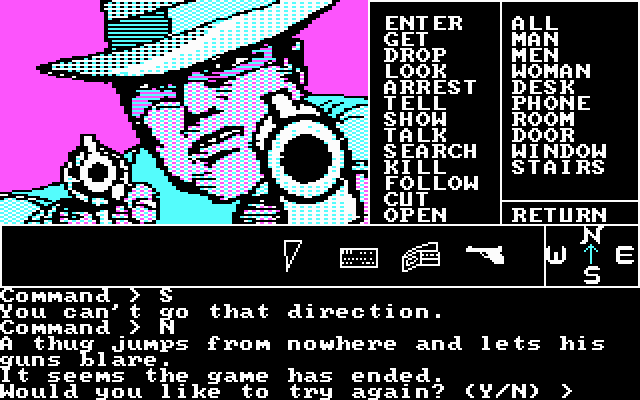 ENTER
GET
DROP
LOOK
ARREST
TELL
SHOW
TALK
SEARCH
KILL
FOLLOW
CUT
OPEN
ALL
MAN
MEN
WOMAN
DESK
PHONE
ROOM
DOOR
WINDOW
STAIRS
RETURN
N
W E
S
Command > S
You can't go that direction.
Command > N
A thug jumps from nowhere and lets his
guns blare.
It seems the game has ended.
Would you like to try again? (Y/N) >